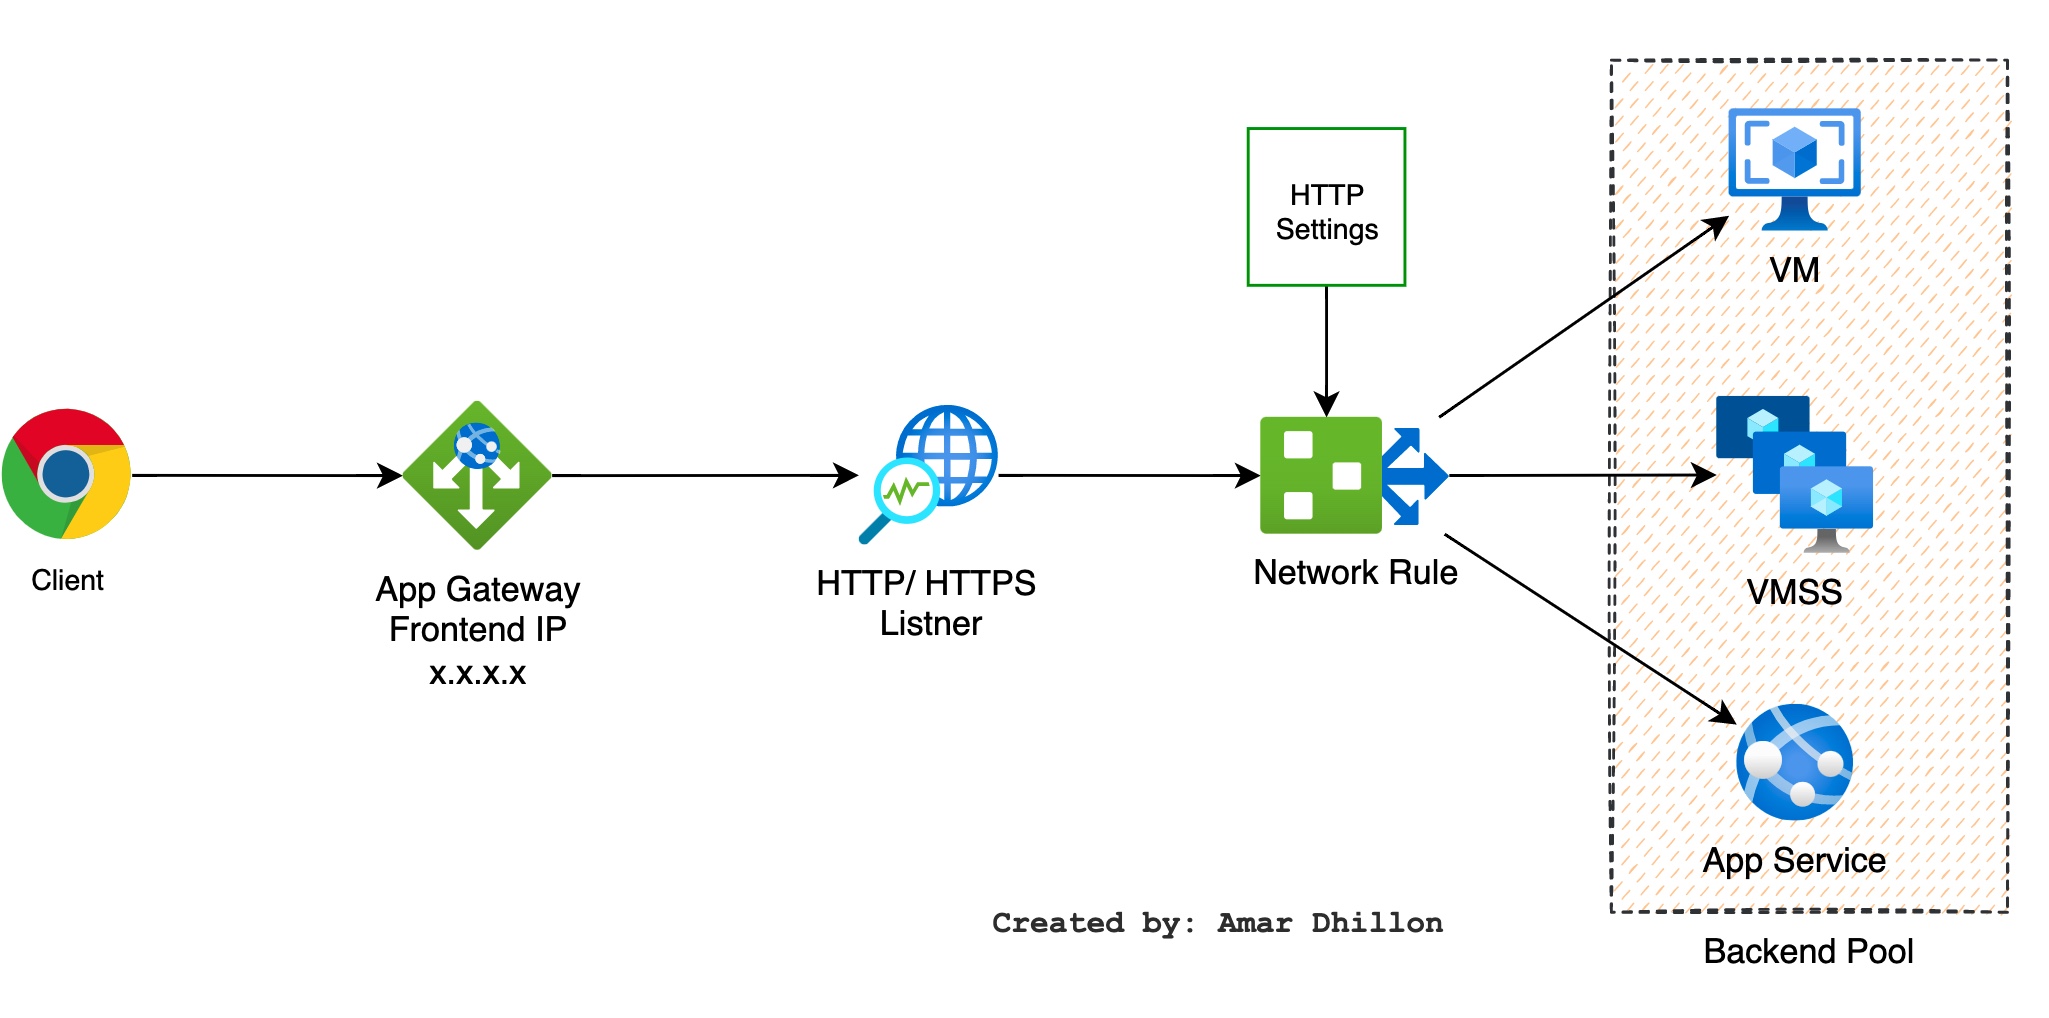 Client
App Gateway
Frontend IP
x.x.x.x
HTTP/ HTTPS
Listner
HTTP
Settings
Network Rule
VM
VMSS
App Service
Backend Pool
Created by: Amar Dhillon